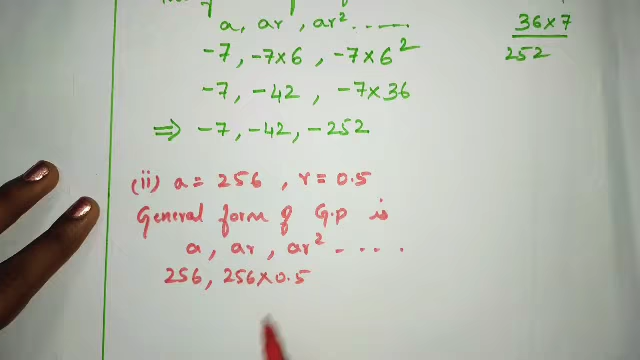 a, ar, ar² ......
-7, -7×6, -7×6²
-7, -42, -7×36
⇒ -7, -42, -252
36×7
252
(ii) a = 256, r = 0.5
General form of G.P is
a, ar, ar² ....
256, 256×0.5